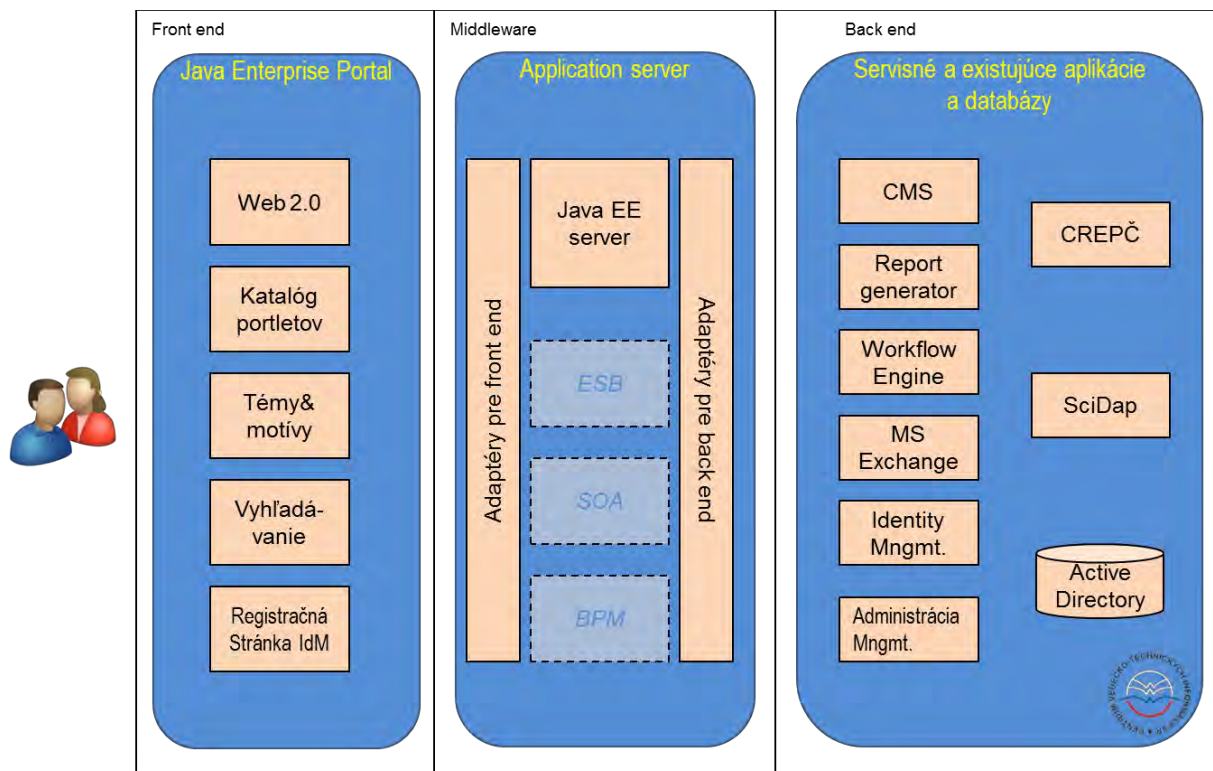 Front end
Java Enterprise Portal
Web 2.0
Katalóg
portletov
Témy&
motívy
Vyhľadá-
vanie
Registračná
Stránka IdM
Middleware
Application server
Adaptéry pre front end
Java EE
server
ESB
SOA
BPM
Adaptéry pre back end
Back end
Servisné a existujúce aplikácie
a databázy
CMS
Report
generator
Workflow
Engine
MS
Exchange
Identity
Mngmt.
Administrácia
Mngmt.
CREPČ
SciDap
Active
Directory